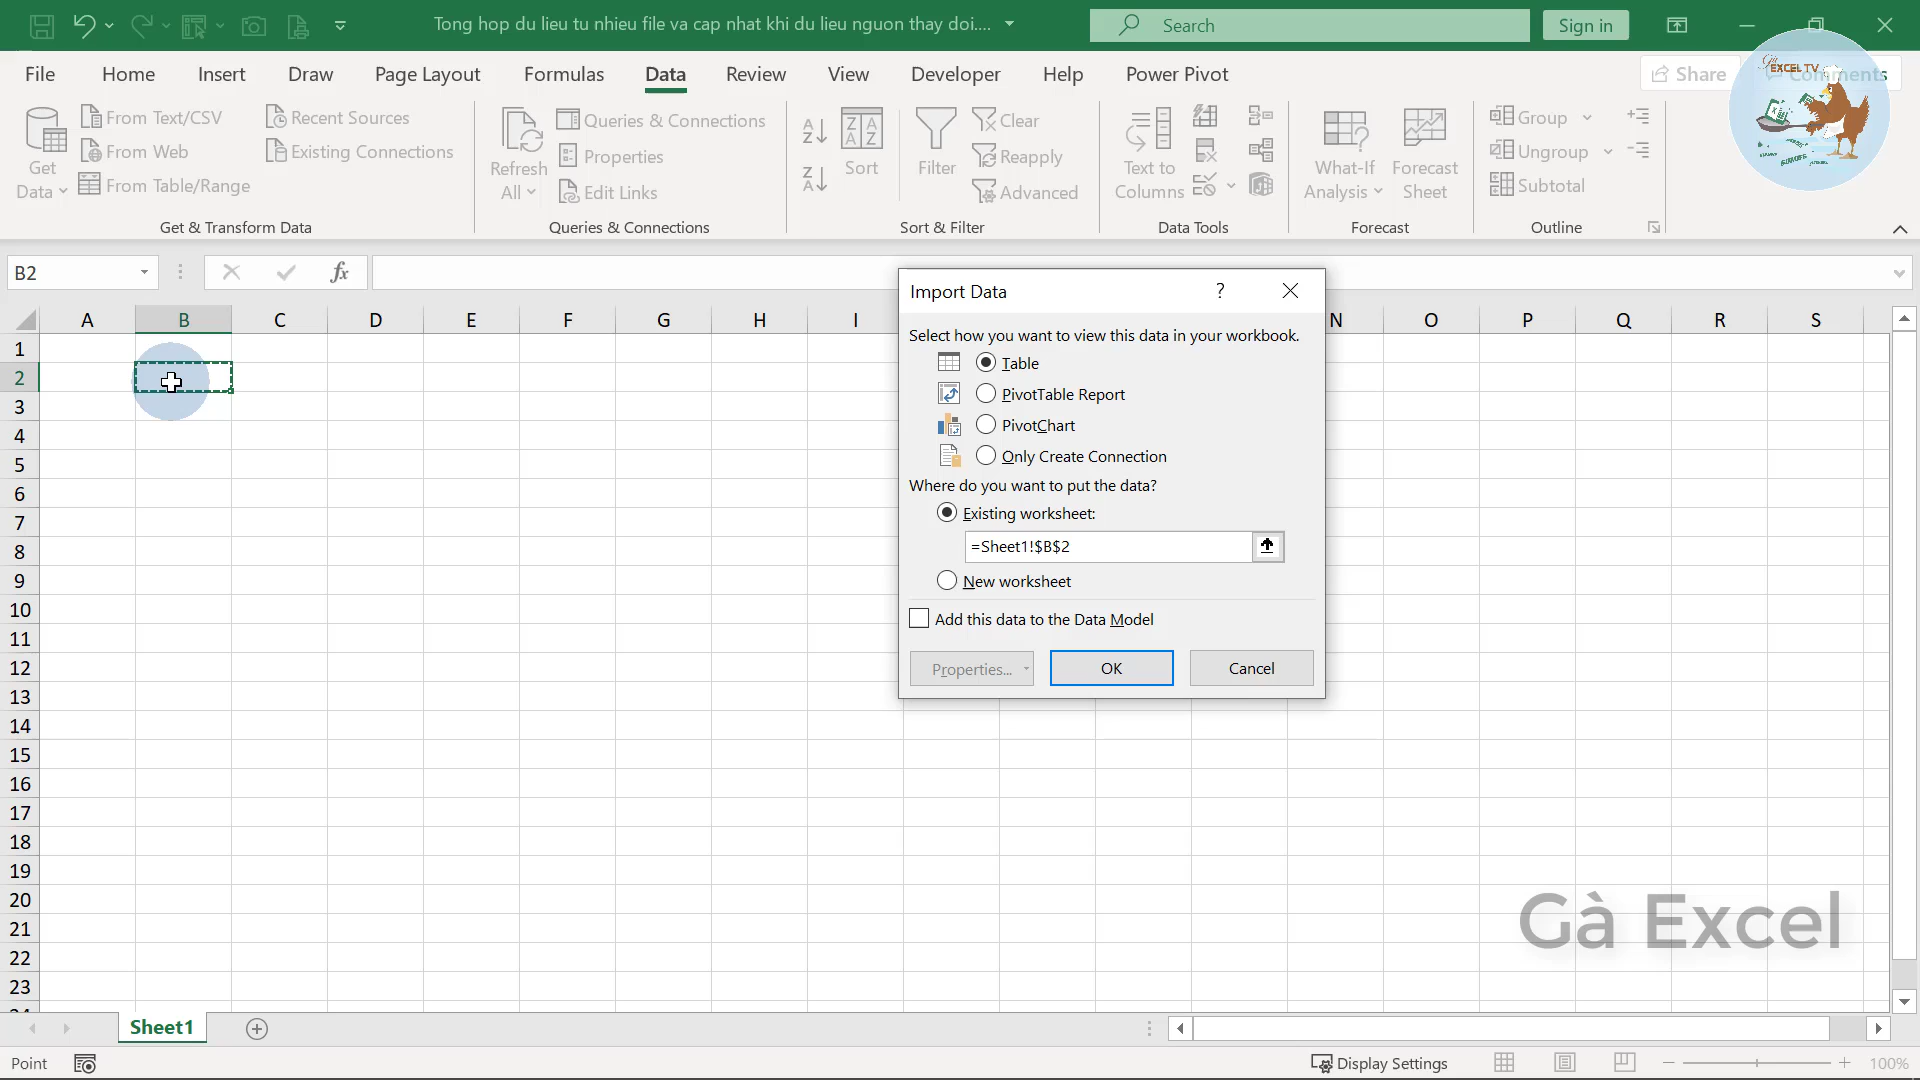 Tong hop du lieu tu nhieu file va cap nhat khi du lieu nguon thay doi....
Search
Sign in
File Home Insert Draw Page Layout Formulas Data Review View Developer Help Power Pivot
Share
Comments
EXCEL TV
Get Data
From Text/CSV
From Web
From Table/Range
Recent Sources
Existing Connections
Get & Transform Data
Refresh All
Queries & Connections
Properties
Edit Links
Queries & Connections
Sort
Filter
Clear
Reapply
Advanced
Sort & Filter
Text to Columns
Data Tools
What-If Analysis
Forecast Sheet
Forecast
Group
Ungroup
Subtotal
Outline
B2
fx
A B C D E F G H I N O P Q R S
1
2
3
4
5
6
7
8
9
10
11
12
13
14
15
16
17
18
19
20
21
22
23
Import Data
?
Select how you want to view this data in your workbook.
Table
PivotTable Report
PivotChart
Only Create Connection
Where do you want to put the data?
Existing worksheet:
=Sheet1!$B$2
New worksheet
Add this data to the Data Model
Properties...
OK
Cancel
Gà Excel
Sheet1
Point
Display Settings
100%